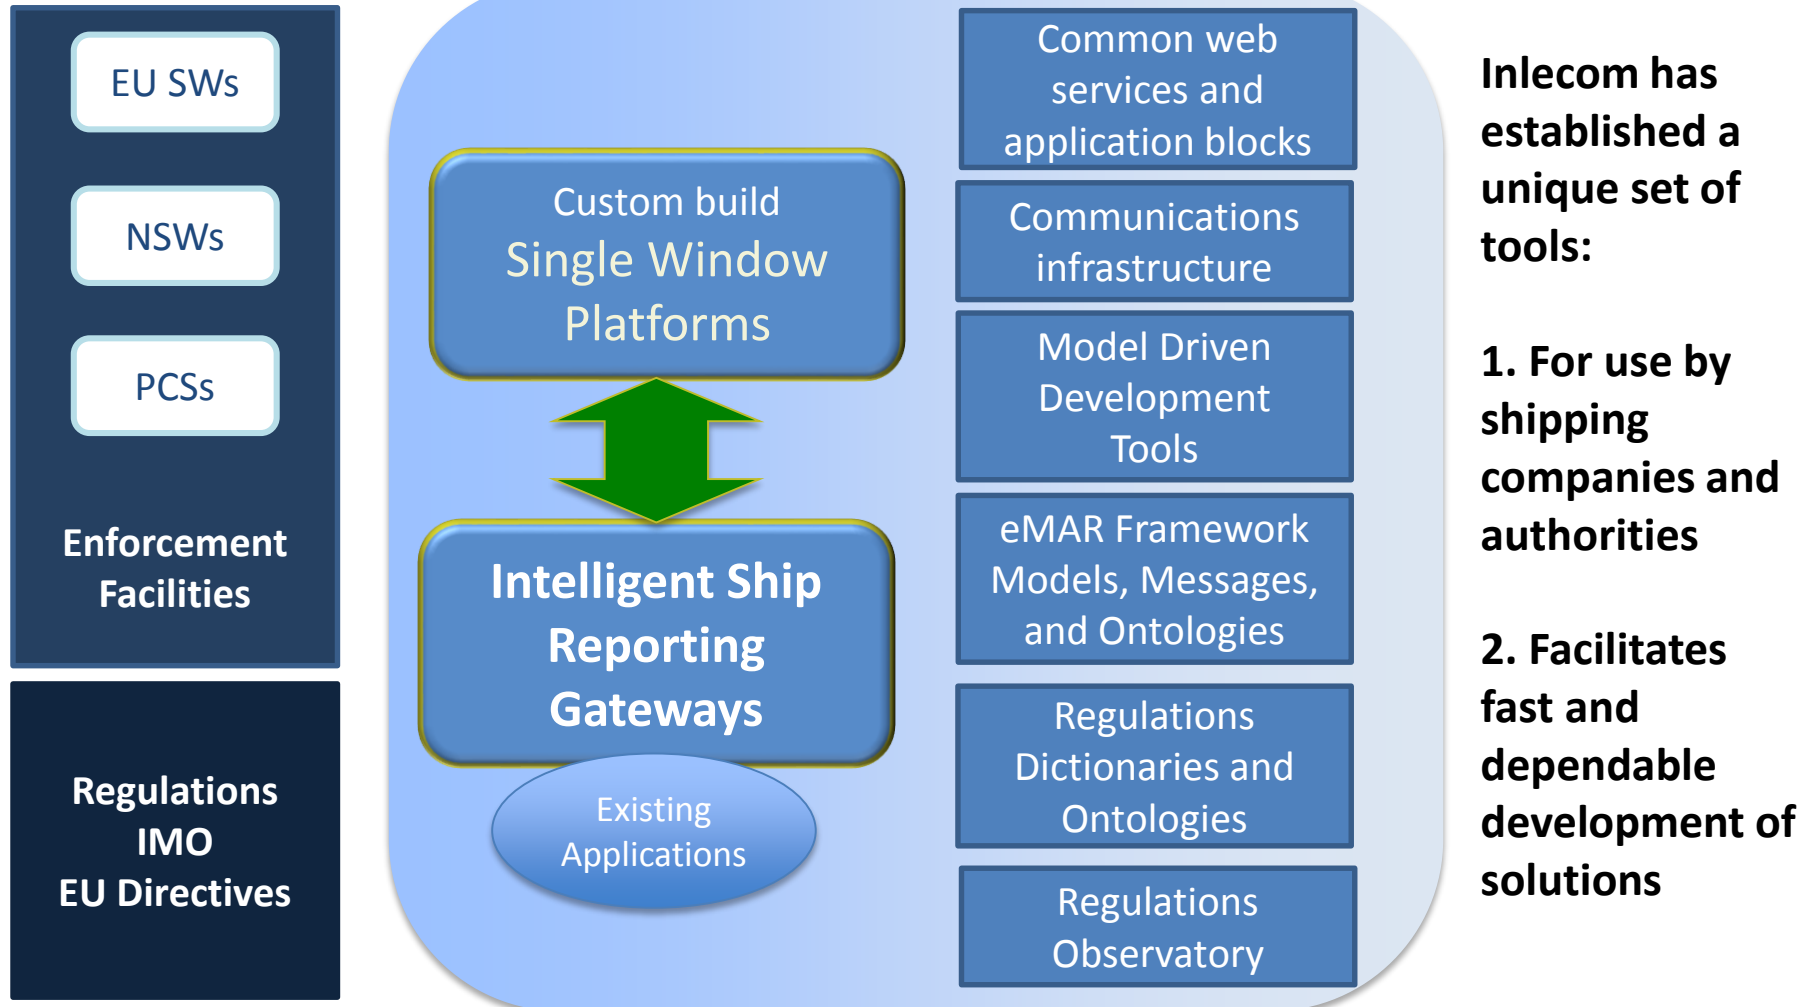 EU SWs
NSWs
PCSs
Enforcement
Facilities
Regulations
IMO
EU Directives
Custom build
Single Window
Platforms
Intelligent Ship
Reporting
Gateways
Existing
Applications
Common web
services and
application blocks
Communications
infrastructure
Model Driven
Development
Tools
eMAR Framework
Models, Messages,
and Ontologies
Regulations
Dictionaries and
Ontologies
Regulations
Observatory
Inlecom has
established a
unique set of
tools:
1. For use by
shipping
companies and
authorities
2. Facilitates
fast and
dependable
development of
solutions